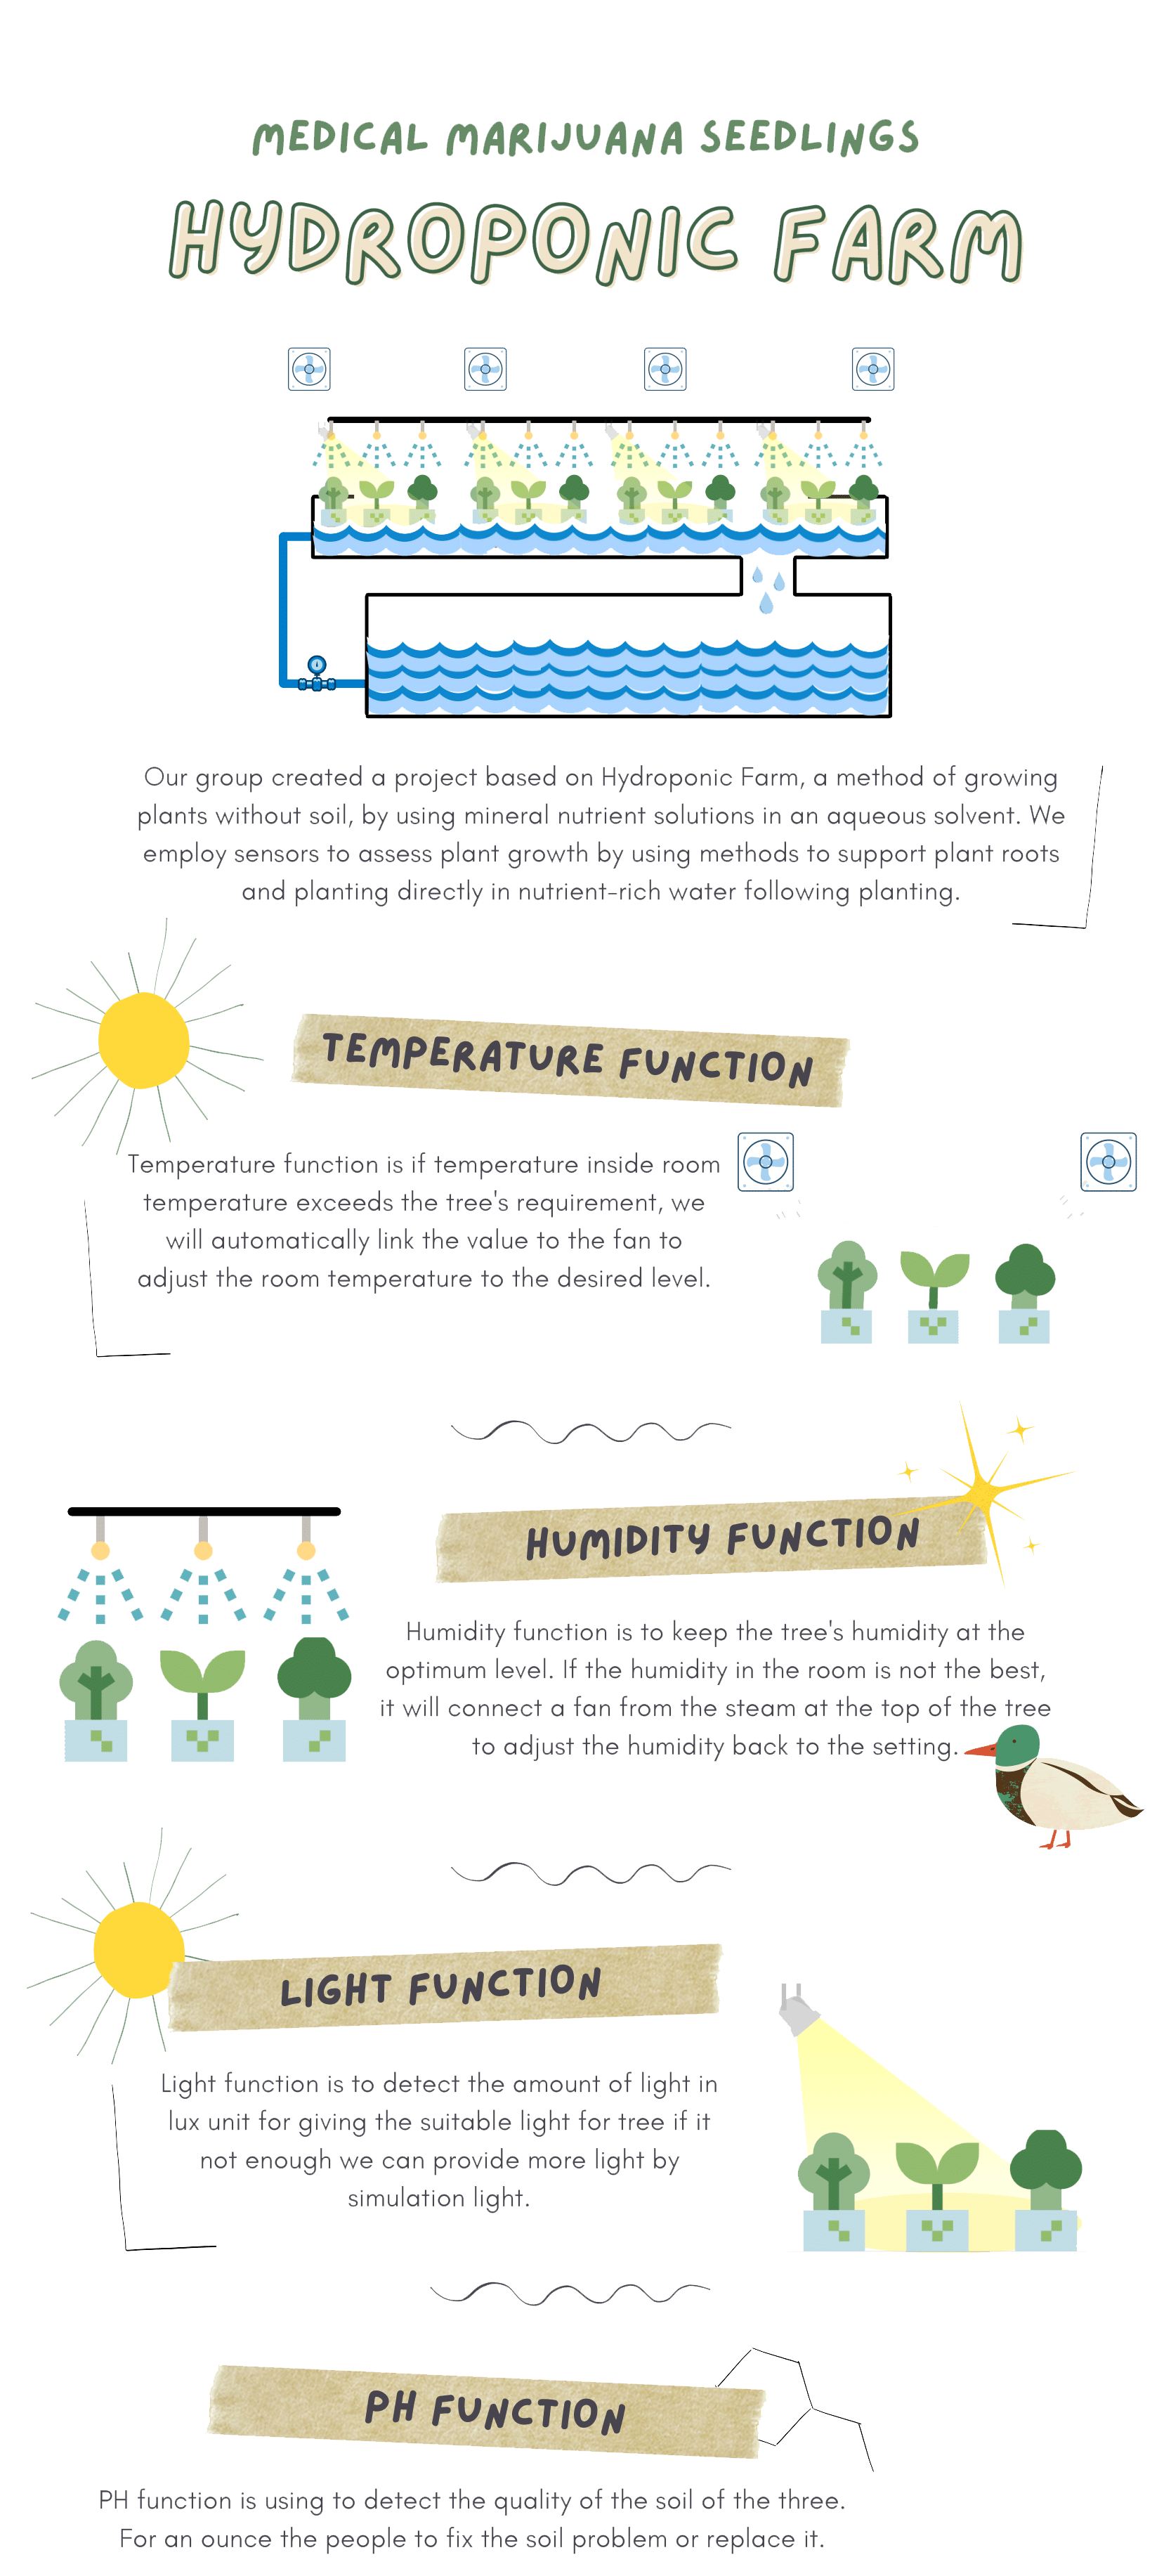 MEDICAL MARIJUANA SEEDLINGS
HYDROPONIC FARM
Our group created a project based on Hydroponic Farm, a method of growing
plants without soil, by using mineral nutrient solutions in an aqueous solvent. We
employ sensors to assess plant growth by using methods to support plant roots
and planting directly in nutrient-rich water following planting.
TEMPERATURE FUNCTION
Temperature function is if temperature inside room
temperature exceeds the tree's requirement, we
will automatically link the value to the fan to
adjust the room temperature to the desired level.
HUMIDITY FUNCTION
Humidity function is to keep the tree's humidity at the
optimum level. If the humidity in the room is not the best,
it will connect a fan from the steam at the top of the tree
to adjust the humidity back to the setting.
LIGHT FUNCTION
Light function is to detect the amount of light in
lux unit for giving the suitable light for tree if it
not enough we can provide more light by
simulation light.
PH FUNCTION
PH function is using to detect the quality of the soil of the three.
For an ounce the people to fix the soil problem or replace it.